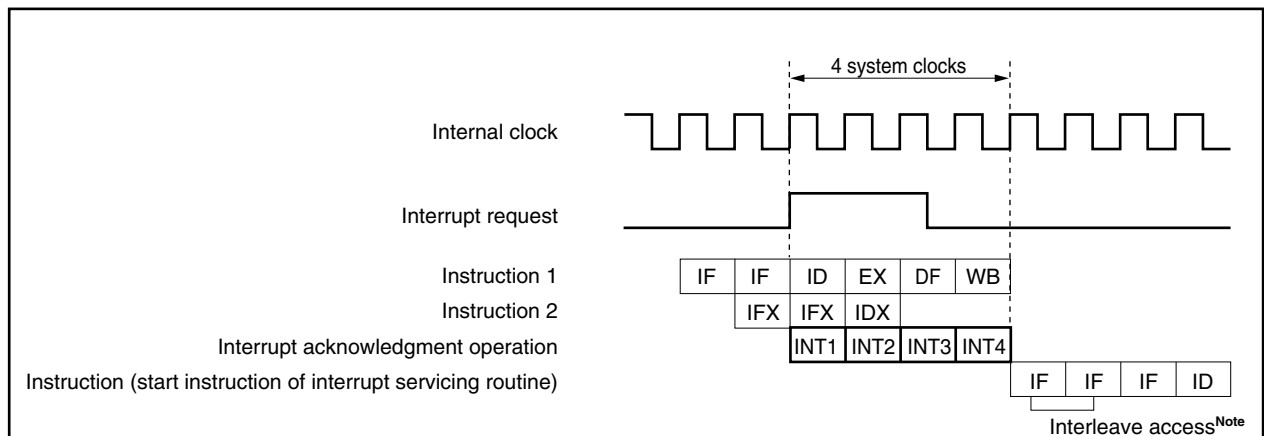 4 system clocks
Internal clock
Interrupt request
Instruction 1 IF IF ID EX DF WB
Instruction 2 IFX IFX IDX
Interrupt acknowledgment operation INT1 INT2 INT3 INT4
Instruction (start instruction of interrupt servicing routine) IF IF IF ID
Interleave accessNote